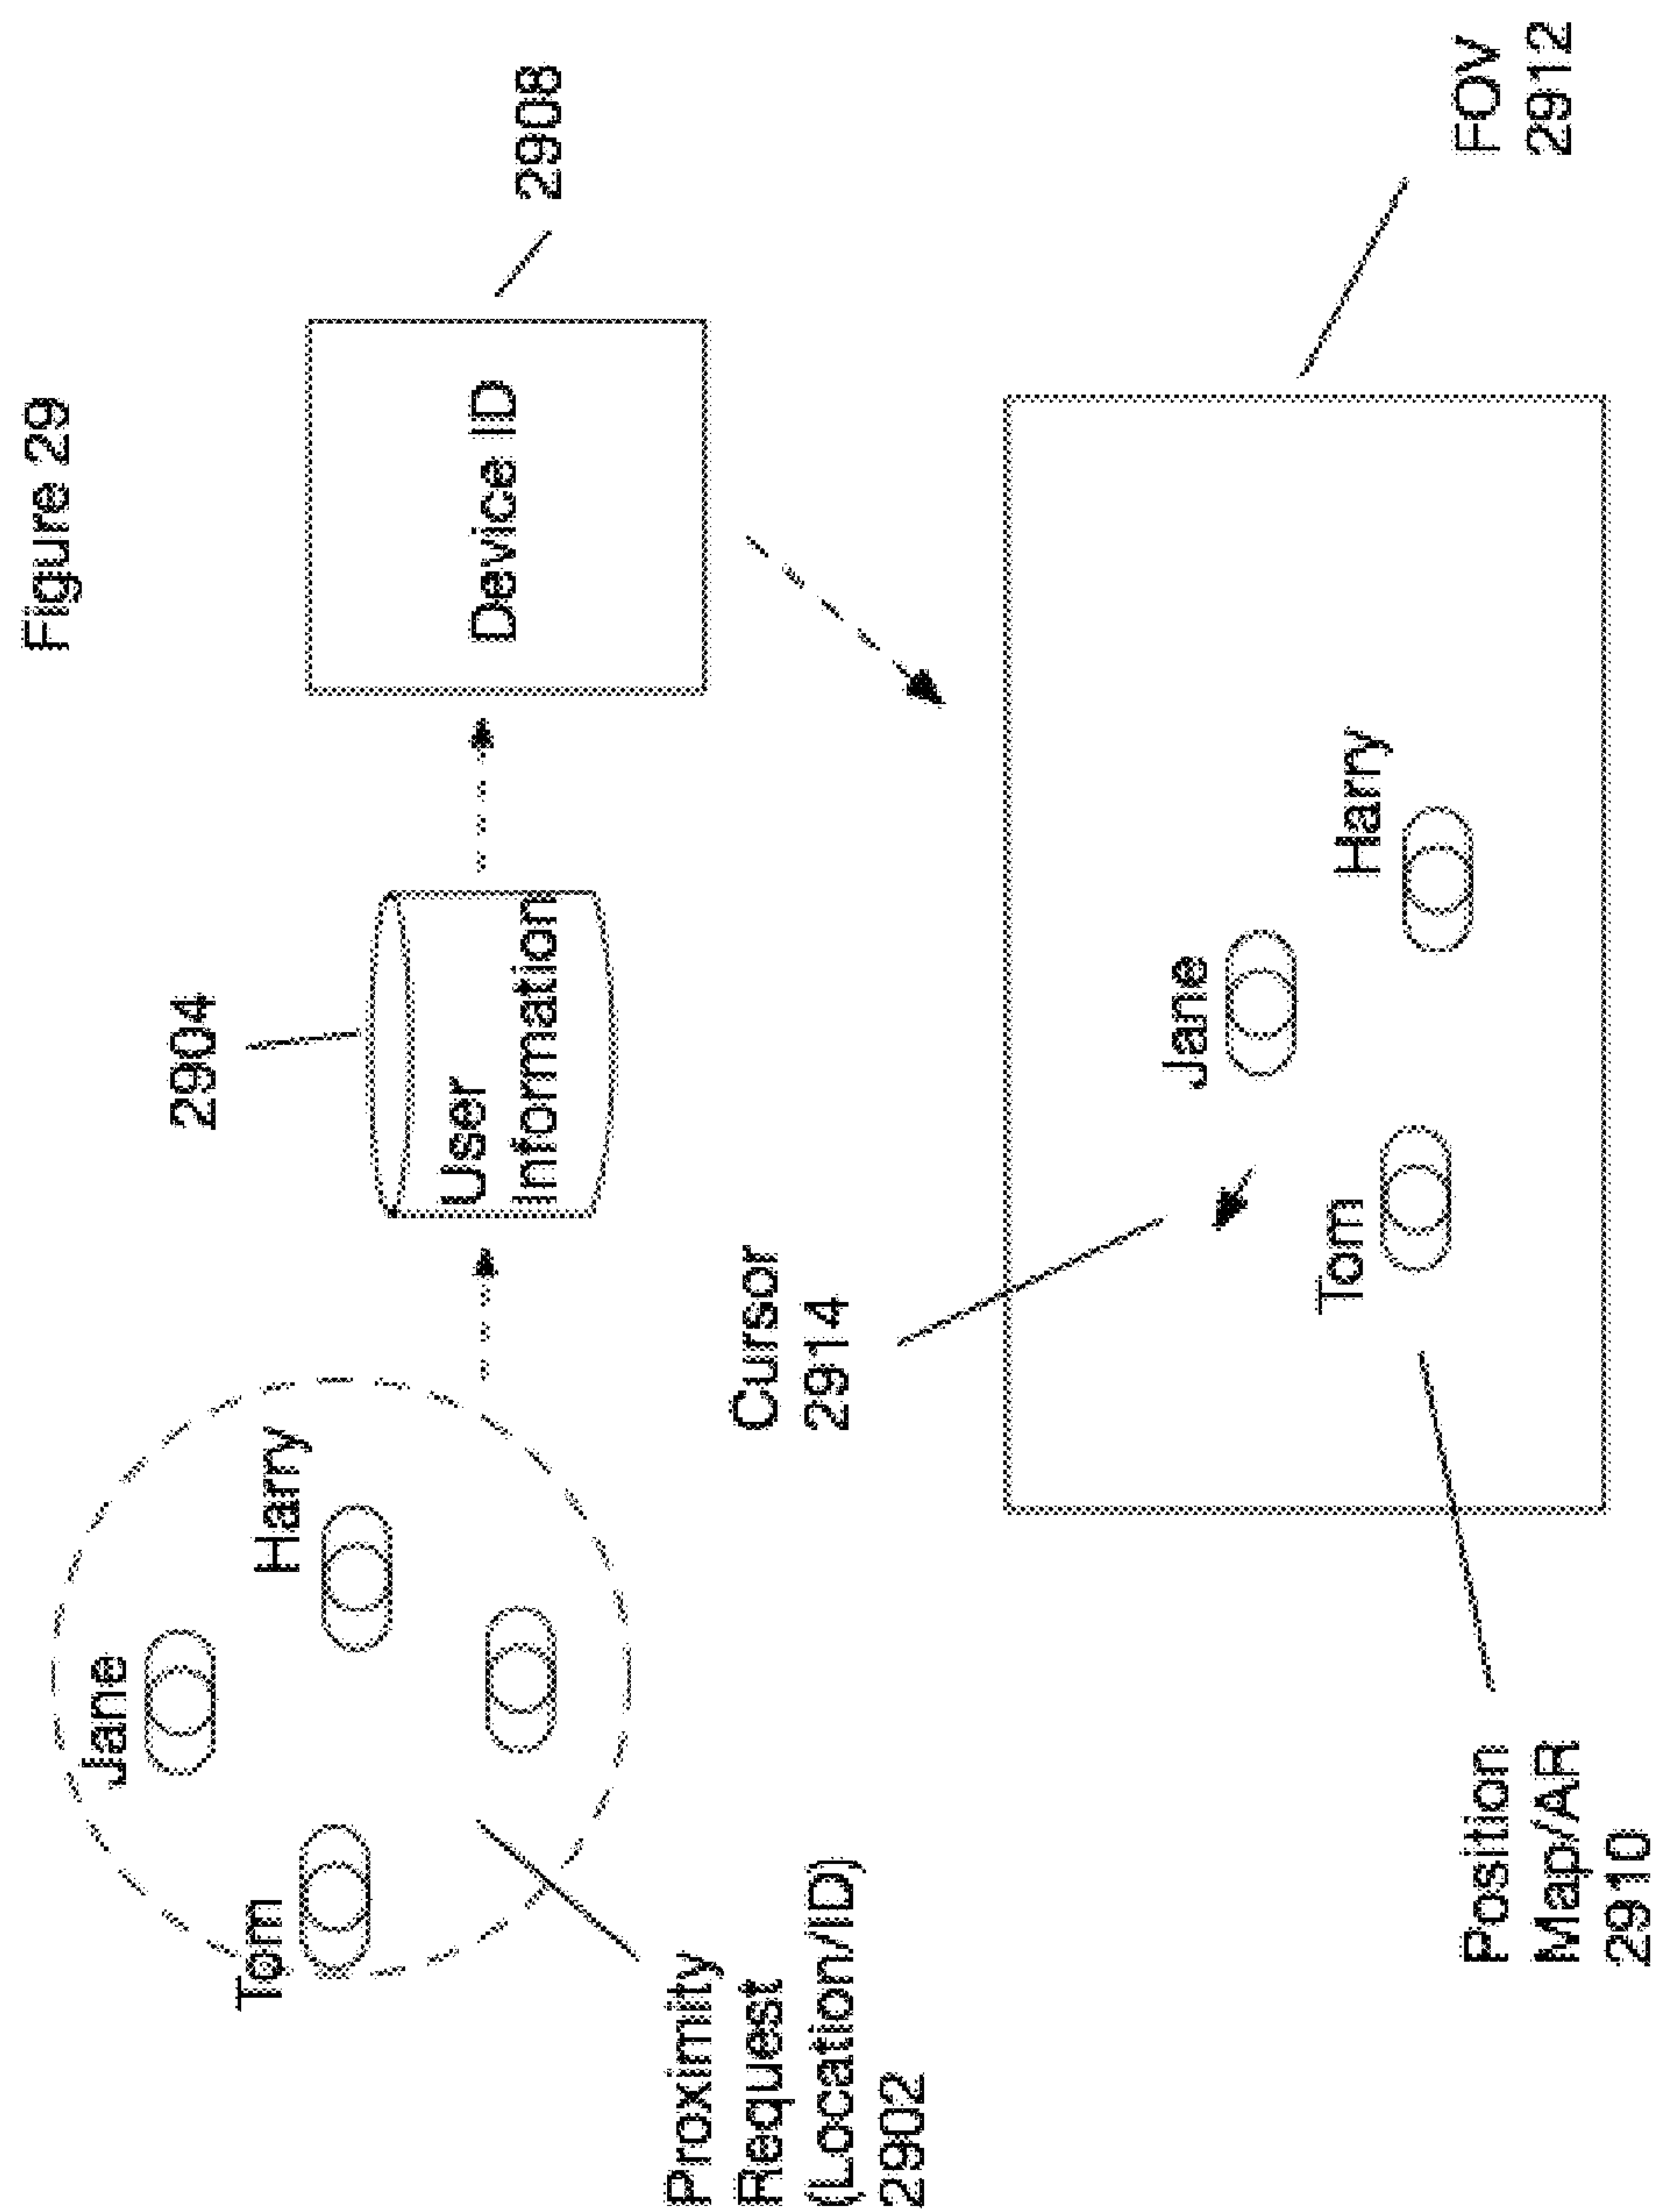 Figure 29
Jane
Harry
Tom
Proximity
Request
(Location/ID)
2902
2904
User
Information
Device ID
2908
Cursor
2914
Jane
Harry
Tom
Position
Map/AR
2910
FOV
2912